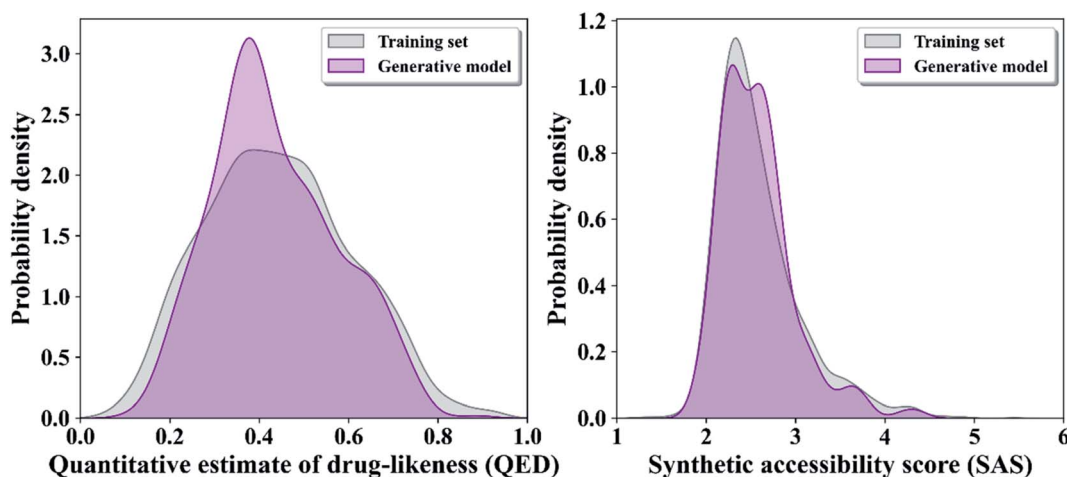 Training set
Generative model
3.0
2.5
2.0
1.5
1.0
0.5
0.0
Probability density
0.0 0.2 0.4 0.6 0.8 1.0
Quantitative estimate of drug-likeness (QED)
Training set
Generative model
1.2
1.0
0.8
0.6
0.4
0.2
0.0
Probability density
1 2 3 4 5 6
Synthetic accessibility score (SAS)